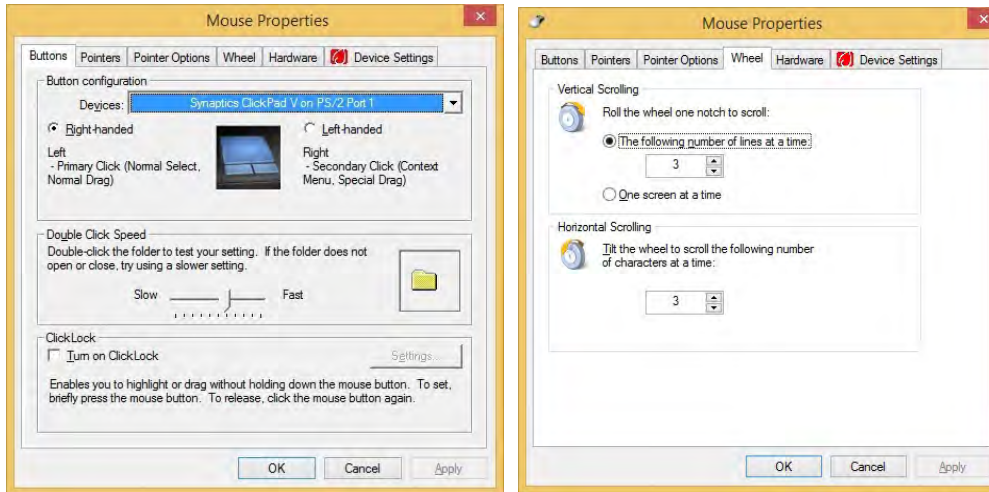 Mouse Properties
Buttons Pointers Pointer Options Wheel Hardware Device Settings
Button configuration
Devices: Synaptics ClickPad V on PS/2 Port 1
Right-handed Left-handed
Left
- Primary Click (Normal Select,
Normal Drag)
Right
- Secondary Click (Context
Menu, Special Drag)
Double Click Speed
Double-click the folder to test your setting. If the folder does not
open or close, try using a slower setting.
Slow Fast
ClickLock
Turn on ClickLock
Settings...
Enables you to highlight or drag without holding down the mouse button. To set,
briefly press the mouse button. To release, click the mouse button again.
OK Cancel Apply
Mouse Properties
Buttons Pointers Pointer Options Wheel Hardware Device Settings
Vertical Scrolling
Roll the wheel one notch to scroll:
The following number of lines at a time:
3
One screen at a time
Horizontal Scrolling
Tilt the wheel to scroll the following number
of characters at a time:
3
OK Cancel Apply